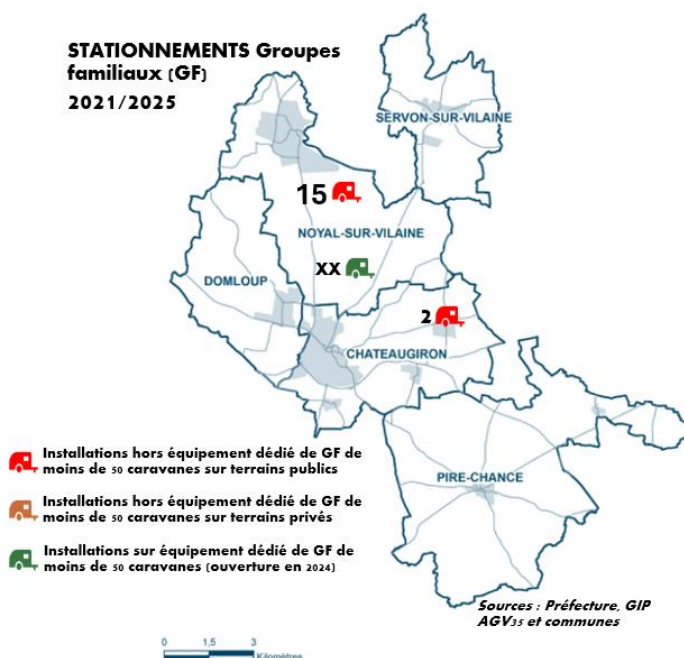 STATIONNEMENTS Groupes
familiaux (GF)
2021/2025
SERVON-SUR-VILAINE
15
NOYAL-SUR-VILAINE
XX
DOMLOUP
2
CHATEAUGIRON
Installations hors équipement dédié de GF de
moins de 50 caravanes sur terrains publics
PIRE-CHANCE
Installations hors équipement dédié de GF de
moins de 50 caravanes sur terrains privés
Installations sur équipement dédié de GF de
moins de 50 caravanes (ouverture en 2024)
Sources : Préfecture, GIP
AGV35 et communes
0 1,5 3
Kilomètres